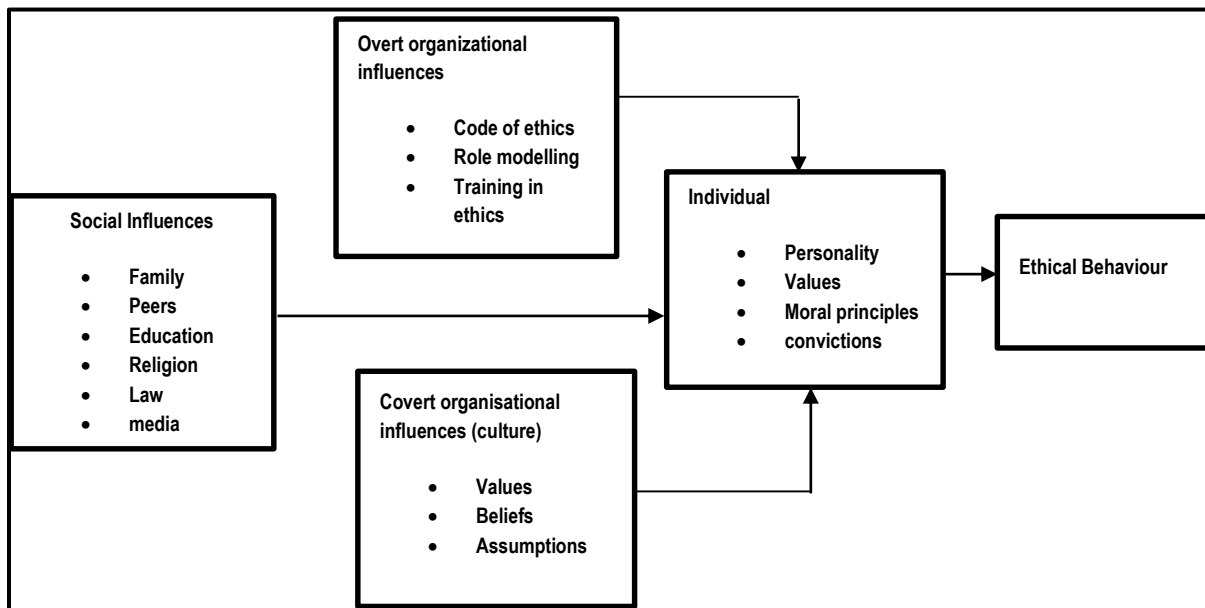 Overt organizational
influences
• Code of ethics
• Role modelling
• Training in
ethics
Social Influences
• Family
• Peers
• Education
• Religion
• Law
• media
Covert organisational
influences (culture)
• Values
• Beliefs
• Assumptions
Individual
• Personality
• Values
• Moral principles
• convictions
Ethical Behaviour